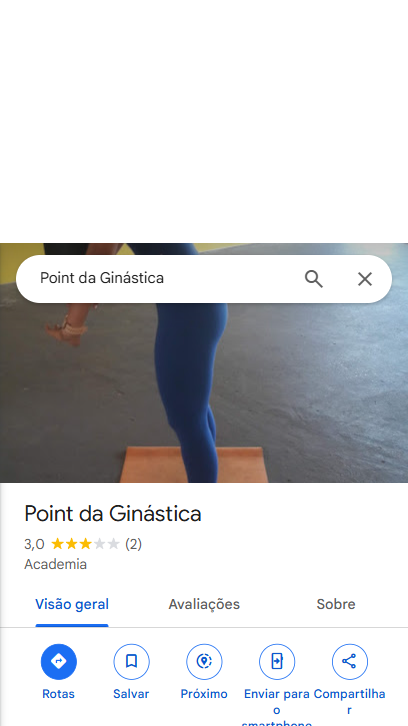 Point da Ginástica
Point da Ginástica
3,0 (2)
Academia
Visão geral Avaliações Sobre
Rotas Salvar Próximo Enviar para o smartphone Compartilhar